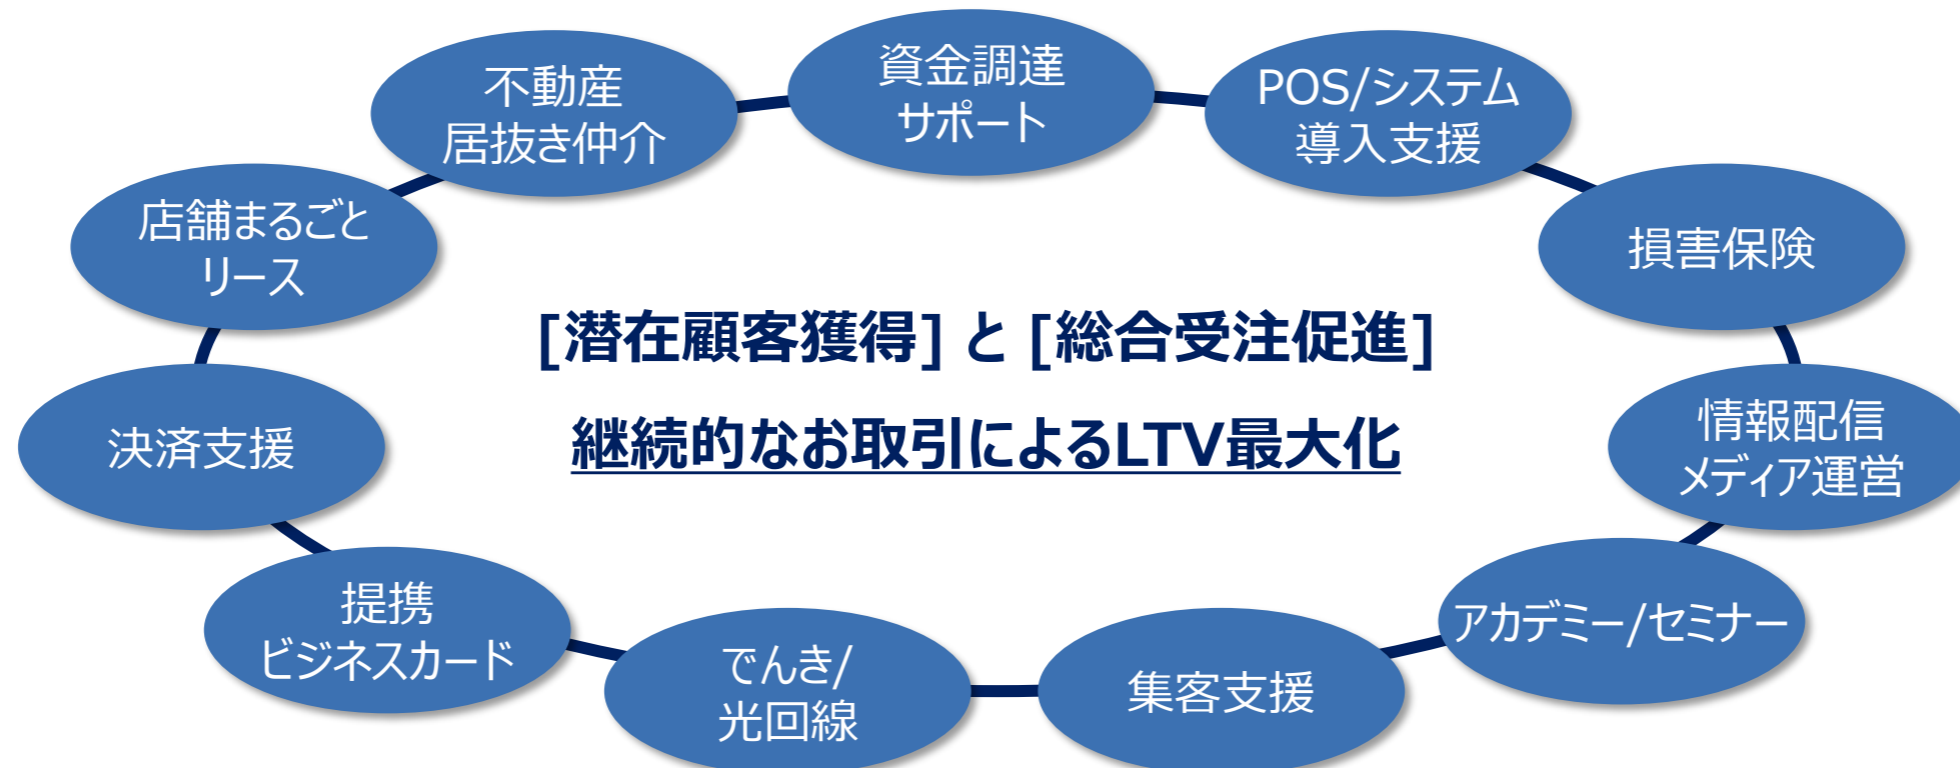 資金調達
サポート
POS/システム
導入支援
損害保険
情報配信
メディア運営
アカデミー/セミナー
集客支援
でんき/
光回線
提携
ビジネスカード
決済支援
店舗まるごと
リース
不動産
居抜き仲介
[潜在顧客獲得] と [総合受注促進]
継続的なお取引によるLTV最大化